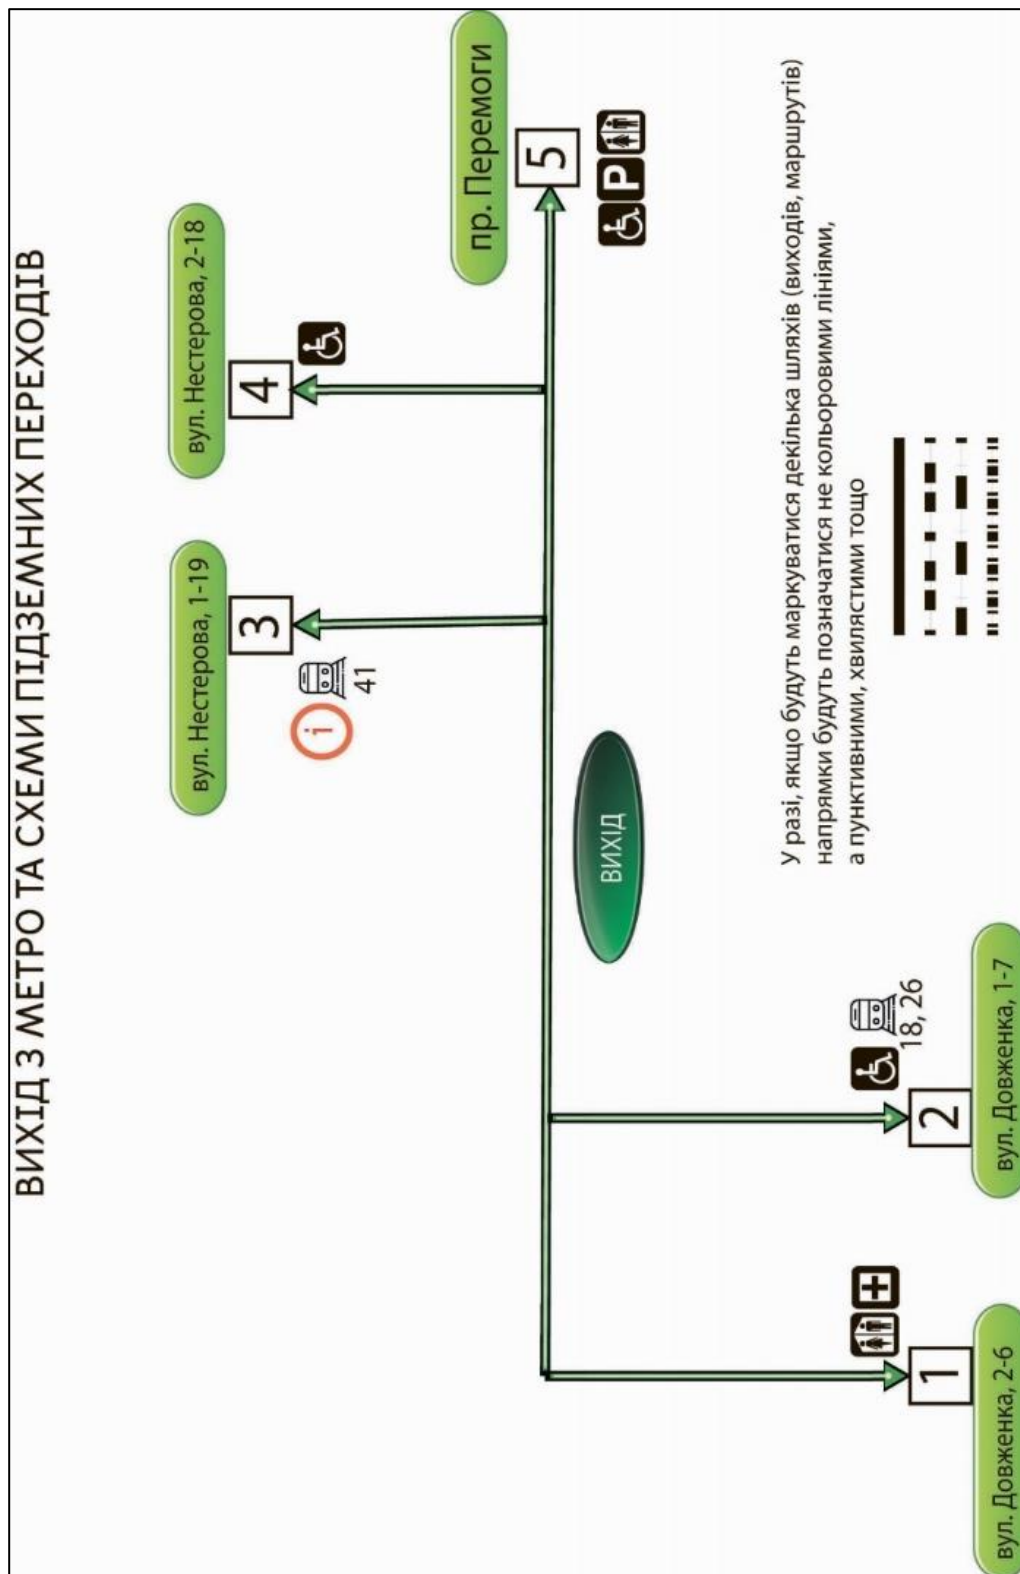 ВИХІД З МЕТРО ТА СХЕМИ ПІДЗЕМНИХ ПЕРЕХОДІВ
вул. Нестерова, 1-19
3
i
41
вул. Нестерова, 2-18
4
пр. Перемоги
5
P
ВИХІД
вул. Довженка, 2-6
1
вул. Довженка, 1-7
2
18, 26
У разі, якщо будуть маркуватися декілька шляхів (виходів, маршрутів)
напрямки будуть позначатися не кольоровими лініями,
а пунктивними, хвилястими тощо